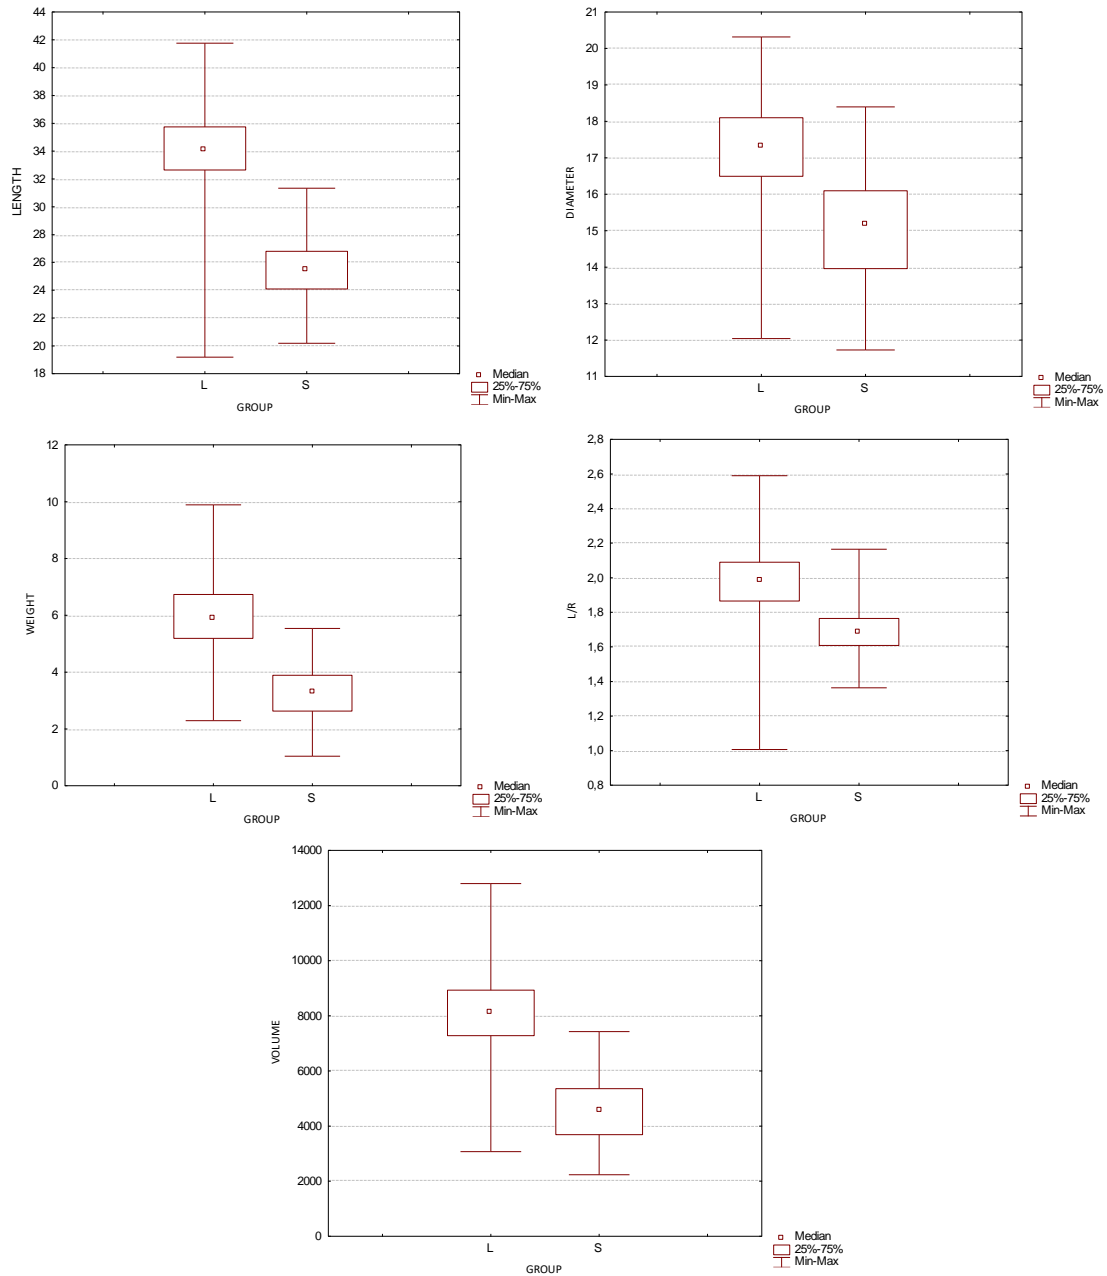 44
42
40
38
36
34
32
30
28
26
24
22
20
18
LENGTH
L S
GROUP
Median
25%-75%
Min-Max
21
20
19
18
17
16
15
14
13
12
11
DIAMETER
L S
GROUP
Median
25%-75%
Min-Max
12
10
8
6
4
2
0
WEIGHT
L S
GROUP
Median
25%-75%
Min-Max
2,8
2,6
2,4
2,2
2,0
1,8
1,6
1,4
1,2
1,0
0,8
L/R
L S
GROUP
Median
25%-75%
Min-Max
14000
12000
10000
8000
6000
4000
2000
0
VOLUME
L S
GROUP
Median
25%-75%
Min-Max